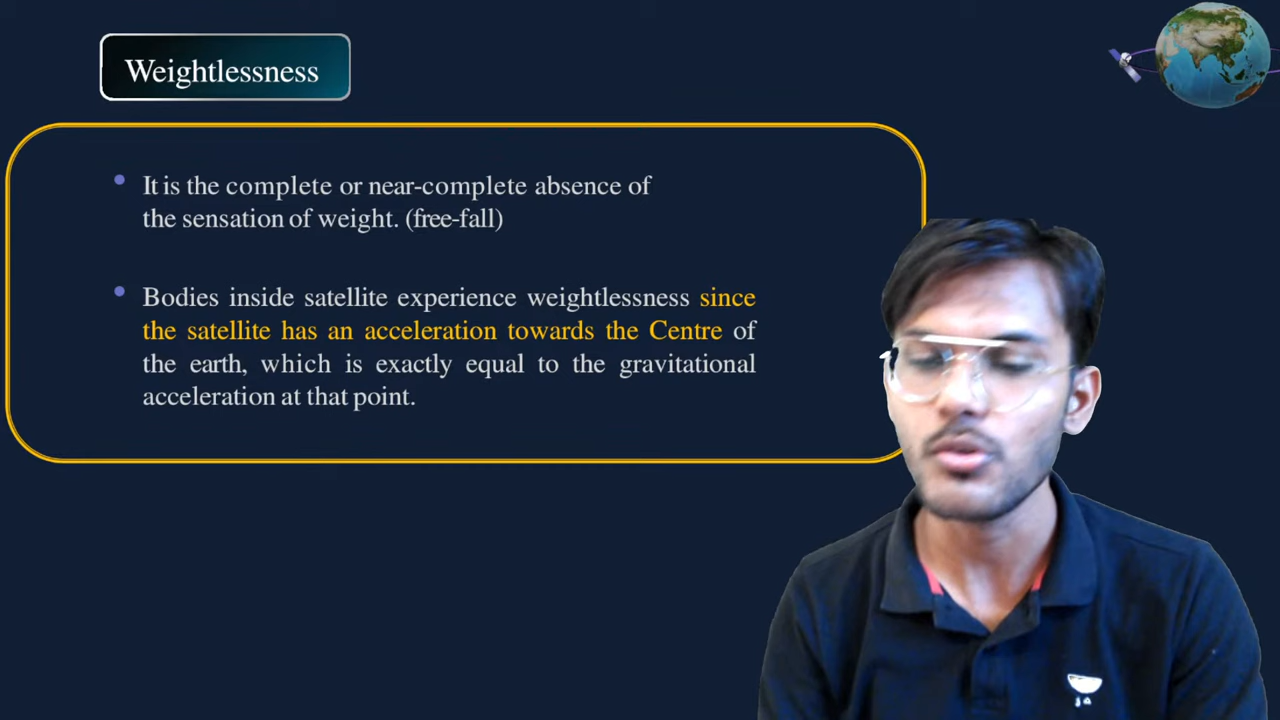 Weightlessness
It is the complete or near-complete absence of
the sensation of weight. (free-fall)
Bodies inside satellite experience weightlessness since
the satellite has an acceleration towards the Centre of
the earth, which is exactly equal to the gravitational
acceleration at that point.